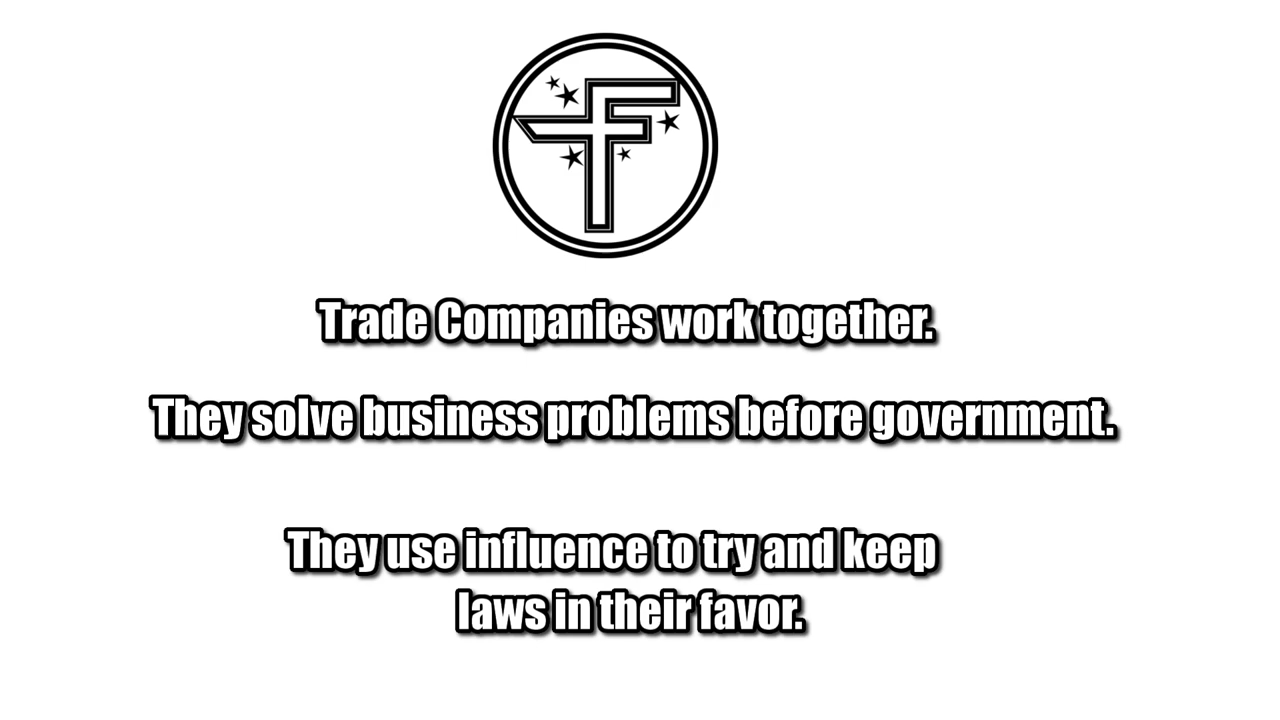 F
Trade Companies work together.
They solve business problems before government.
They use influence to try and keep
laws in their favor.